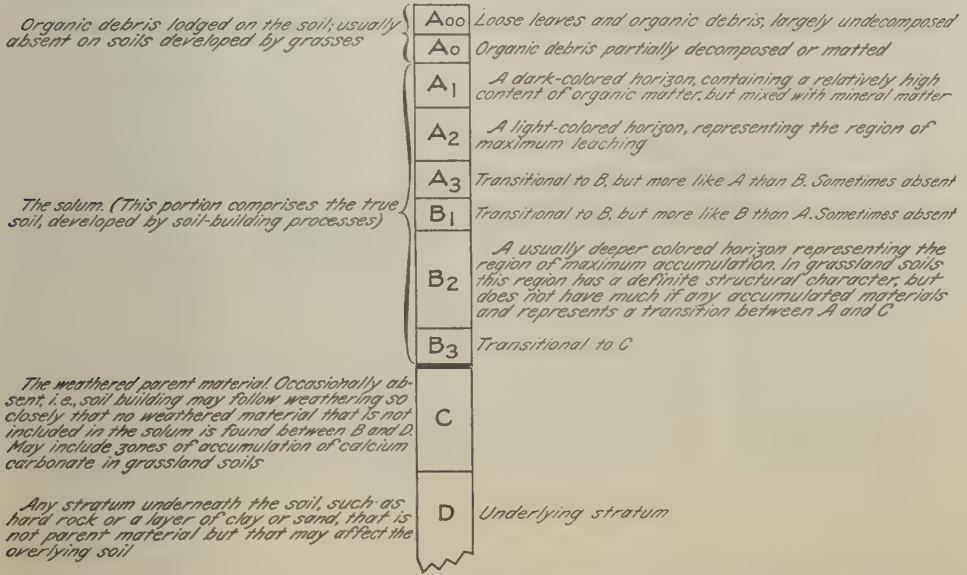 Organic debris lodged on the soil; usually
absent on soils developed by grasses
A00
Loose leaves and organic debris, largely undecomposed
A0
Organic debris partially decomposed or matted
A1
A dark-colored horizon, containing a relatively high
content of organic matter, but mixed with mineral matter
A2
A light-colored horizon, representing the region of
maximum leaching
A3
Transitional to B, but more like A than B. Sometimes absent
The solum. (This portion comprises the true
soil, developed by soil-building processes)
B1
Transitional to B, but more like B than A. Sometimes absent
B2
A usually deeper colored horizon representing the
region of maximum accumulation. In grassland soils
this region has a definite structural character, but
does not have much if any accumulated materials
and represents a transition between A and C
B3
Transitional to C
The weathered parent material. Occasionally ab-
sent, i.e., soil building may follow weathering so
closely that no weathered material that is not
included in the solum is found between B and D.
May include zones of accumulation of calcium
carbonate in grassland soils
C
Any stratum underneath the soil, such as
hard rock or a layer of clay or sand, that is
not parent material but that may affect the
overlying soil
D
Underlying stratum